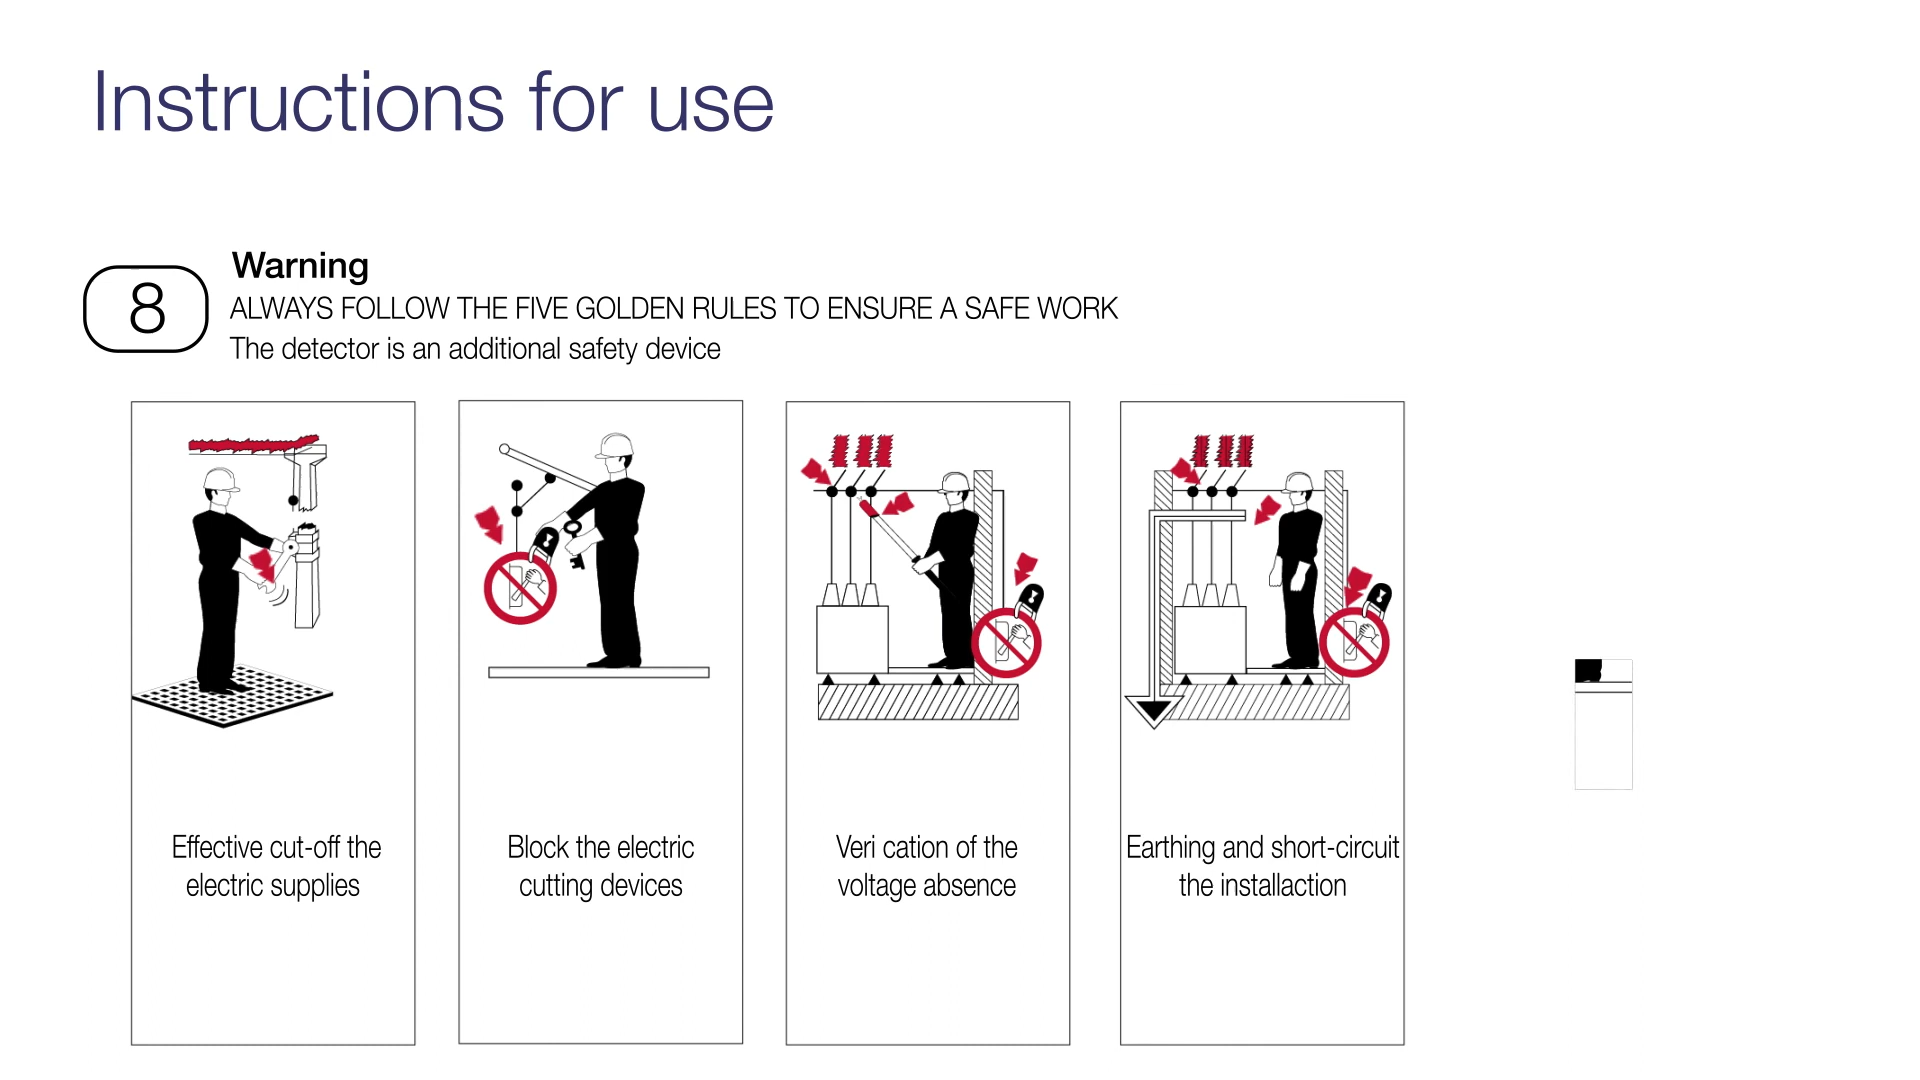 Instructions for use
8
Warning
ALWAYS FOLLOW THE FIVE GOLDEN RULES TO ENSURE A SAFE WORK
The detector is an additional safety device
Effective cut-off the
electric supplies
Block the electric
cutting devices
Veri cation of the
voltage absence
Earthing and short-circuit
the installaction